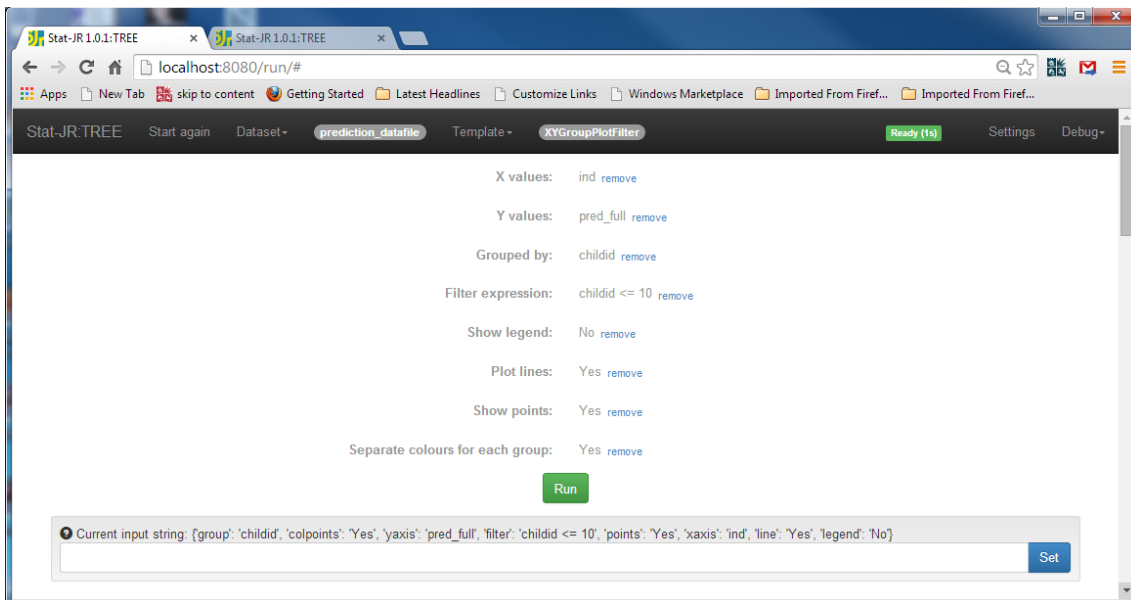 Stat-JR 1.0.1:TREE × Stat-JR 1.0.1:TREE ×
localhost:8080/run/#
Apps New Tab skip to content Getting Started Latest Headlines Customize Links Windows Marketplace Imported From Firef... Imported From Firef...
Stat-JR:TREE Start again Dataset prediction_datafile Template XYGroupPlotFilter Ready (1s) Settings Debug
X values: ind remove
Y values: pred_full remove
Grouped by: childid remove
Filter expression: childid <= 10 remove
Show legend: No remove
Plot lines: Yes remove
Show points: Yes remove
Separate colours for each group: Yes remove
Run
Current input string: {'group': 'childid', 'colpoints': 'Yes', 'yaxis': 'pred_full', 'filter': 'childid <= 10', 'points': 'Yes', 'xaxis': 'ind', 'line': 'Yes', 'legend': 'No'}
Set